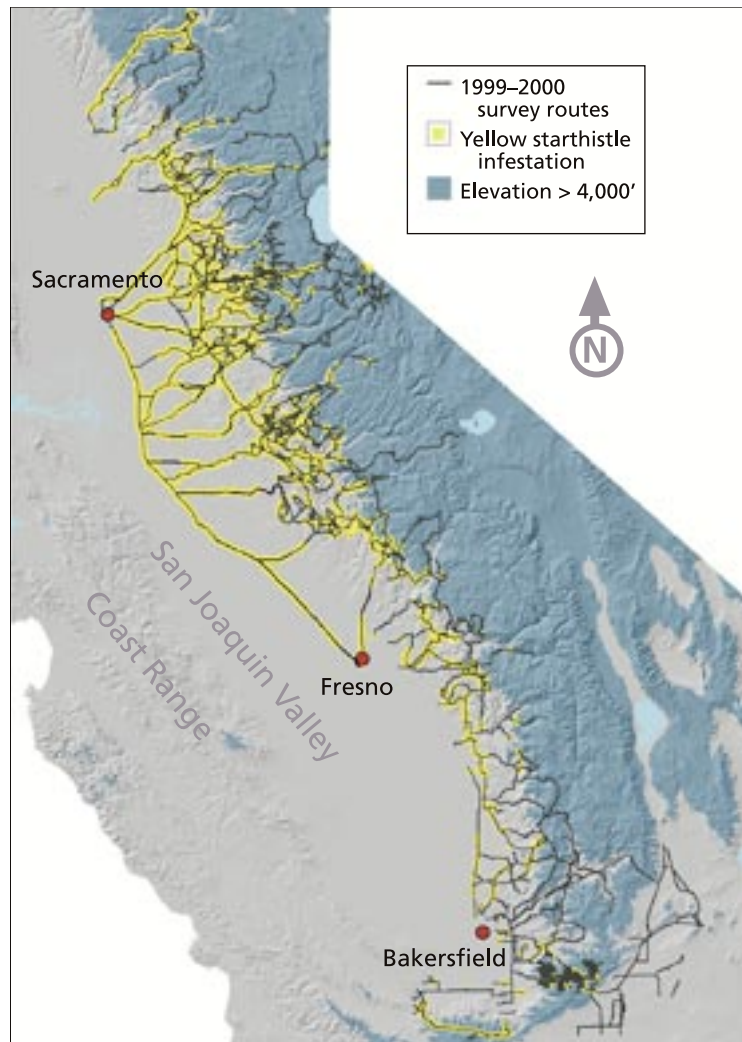 1999–2000
survey routes
Yellow starthistle
infestation
Elevation > 4,000’
Sacramento
N
San Joaquin Valley
Coast Range
Fresno
Bakersfield